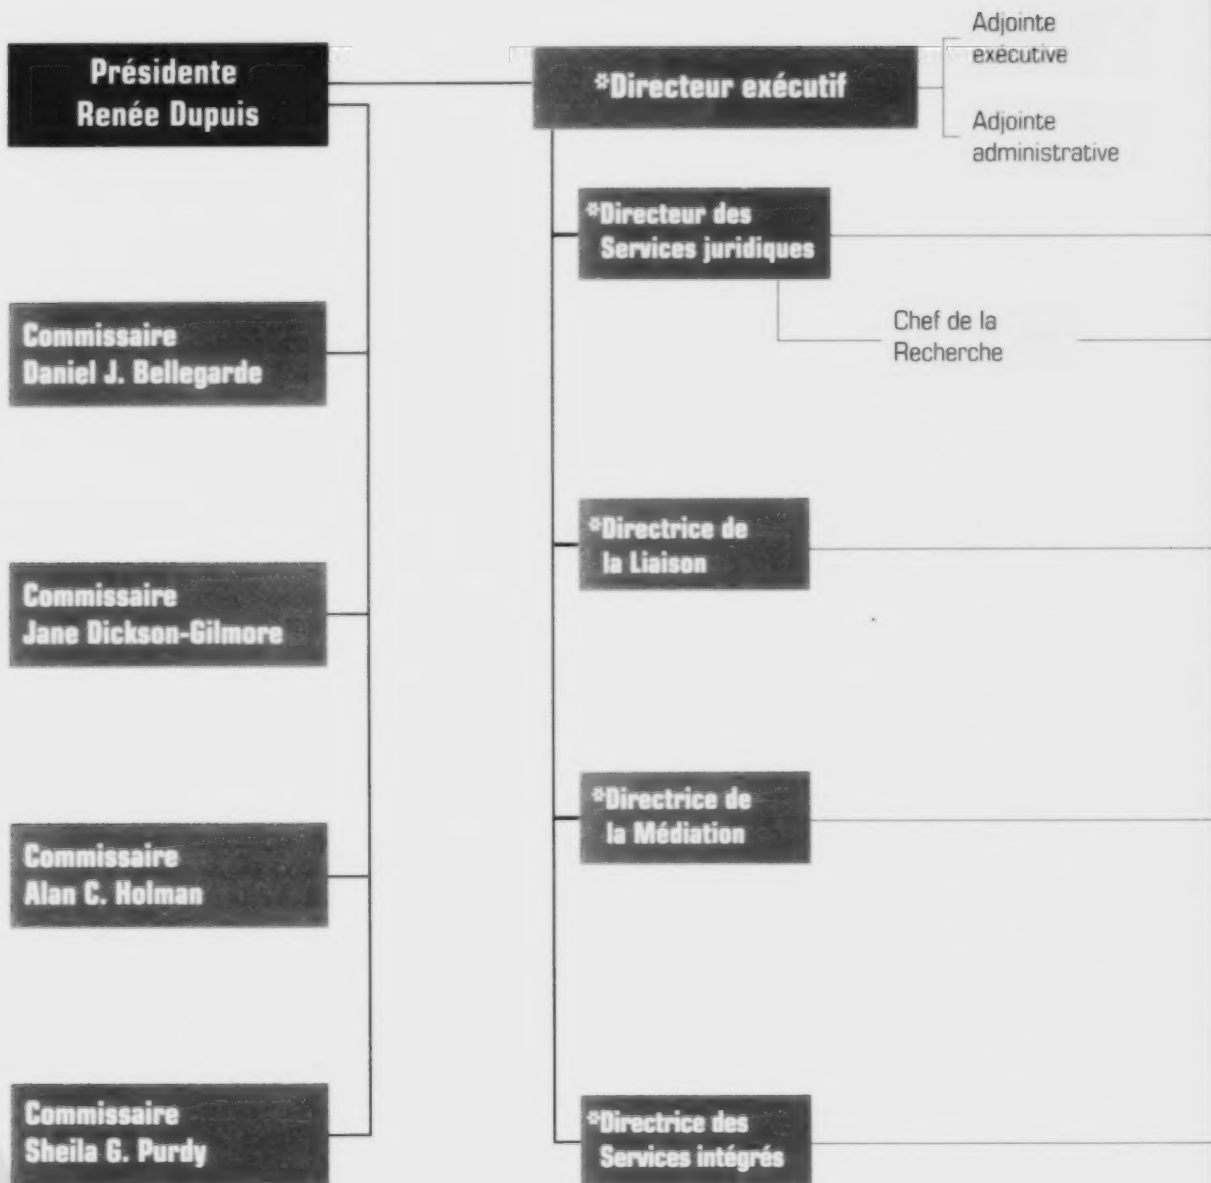 Présidente
Renée Dupuis
*Directeur exécutif
Adjointe
exécutive
Adjointe
administrative
*Directeur des
Services juridiques
Chef de la
Recherche
Commissaire
Daniel J. Bellegarde
*Directrice de
la Liaison
Commissaire
Jane Dickson-Gilmore
*Directrice de
la Médiation
Commissaire
Alan C. Holman
*Directrice des
Services intégrés
Commissaire
Sheila G. Purdy